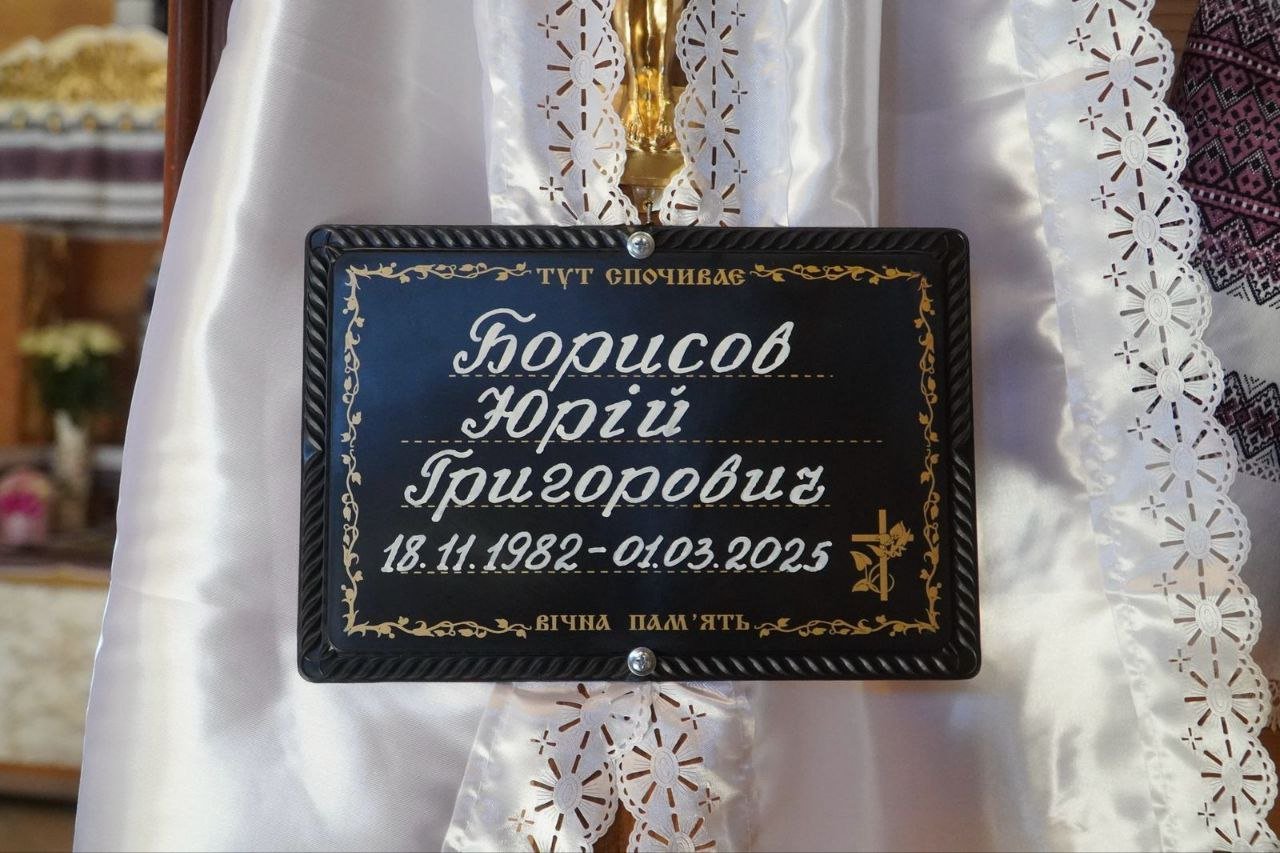 ТУТ СПОЧИВАЄ
Борисов
Юрій
Григорович
18.11.1982-01.03.2025
ВІЧНА ПАМ'ЯТЬ